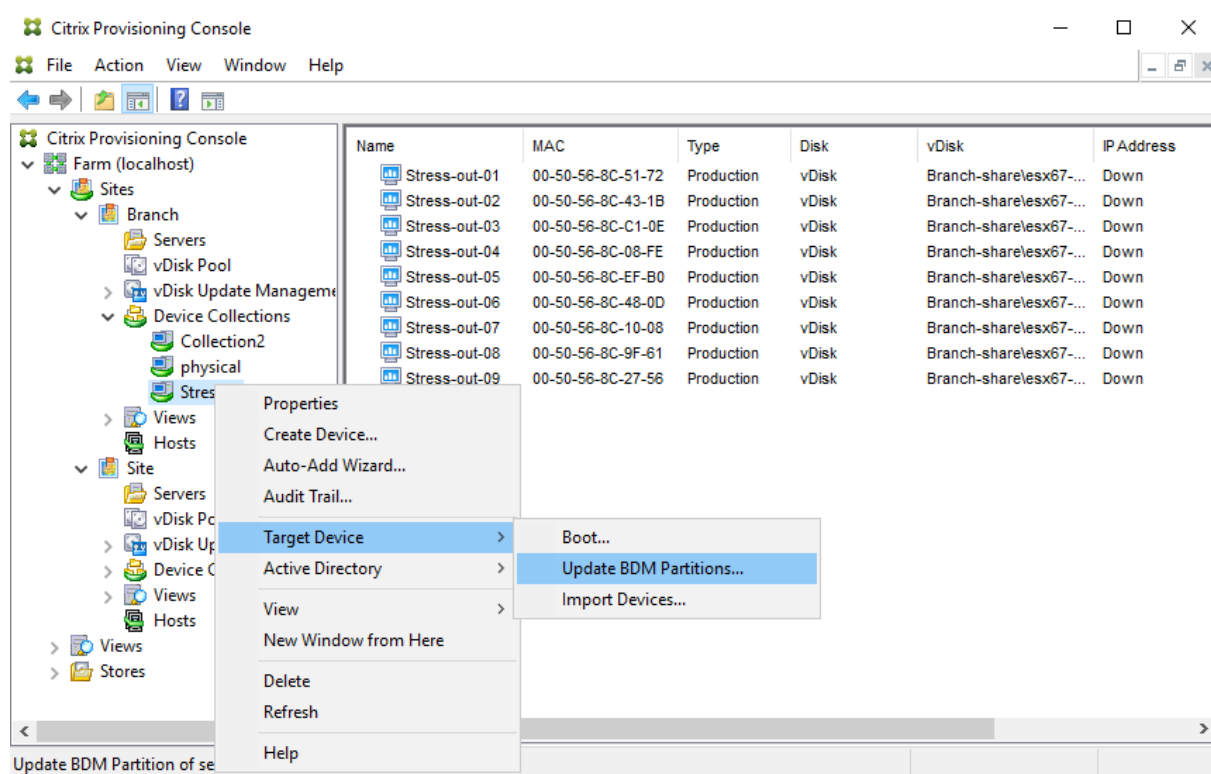 Citrix Provisioning Console
File Action View Window Help
Citrix Provisioning Console
Farm (localhost)
Sites
Branch
Servers
vDisk Pool
vDisk Update Manageme
Device Collections
Collection2
physical
Stres
Views
Hosts
Site
Servers
vDisk Po
vDisk Up
Device C
Views
Hosts
Views
Stores
Name MAC Type Disk vDisk IP Address
Stress-out-01 00-50-56-8C-51-72 Production vDisk Branch-share\esx67-... Down
Stress-out-02 00-50-56-8C-43-1B Production vDisk Branch-share\esx67-... Down
Stress-out-03 00-50-56-8C-C1-0E Production vDisk Branch-share\esx67-... Down
Stress-out-04 00-50-56-8C-08-FE Production vDisk Branch-share\esx67-... Down
Stress-out-05 00-50-56-8C-EF-B0 Production vDisk Branch-share\esx67-... Down
Stress-out-06 00-50-56-8C-48-0D Production vDisk Branch-share\esx67-... Down
Stress-out-07 00-50-56-8C-10-08 Production vDisk Branch-share\esx67-... Down
Stress-out-08 00-50-56-8C-9F-61 Production vDisk Branch-share\esx67-... Down
Stress-out-09 00-50-56-8C-27-56 Production vDisk Branch-share\esx67-... Down
Properties
Create Device...
Auto-Add Wizard...
Audit Trail...
Target Device
Active Directory
View
New Window from Here
Delete
Refresh
Help
Boot...
Update BDM Partitions...
Import Devices...
Update BDM Partition of se